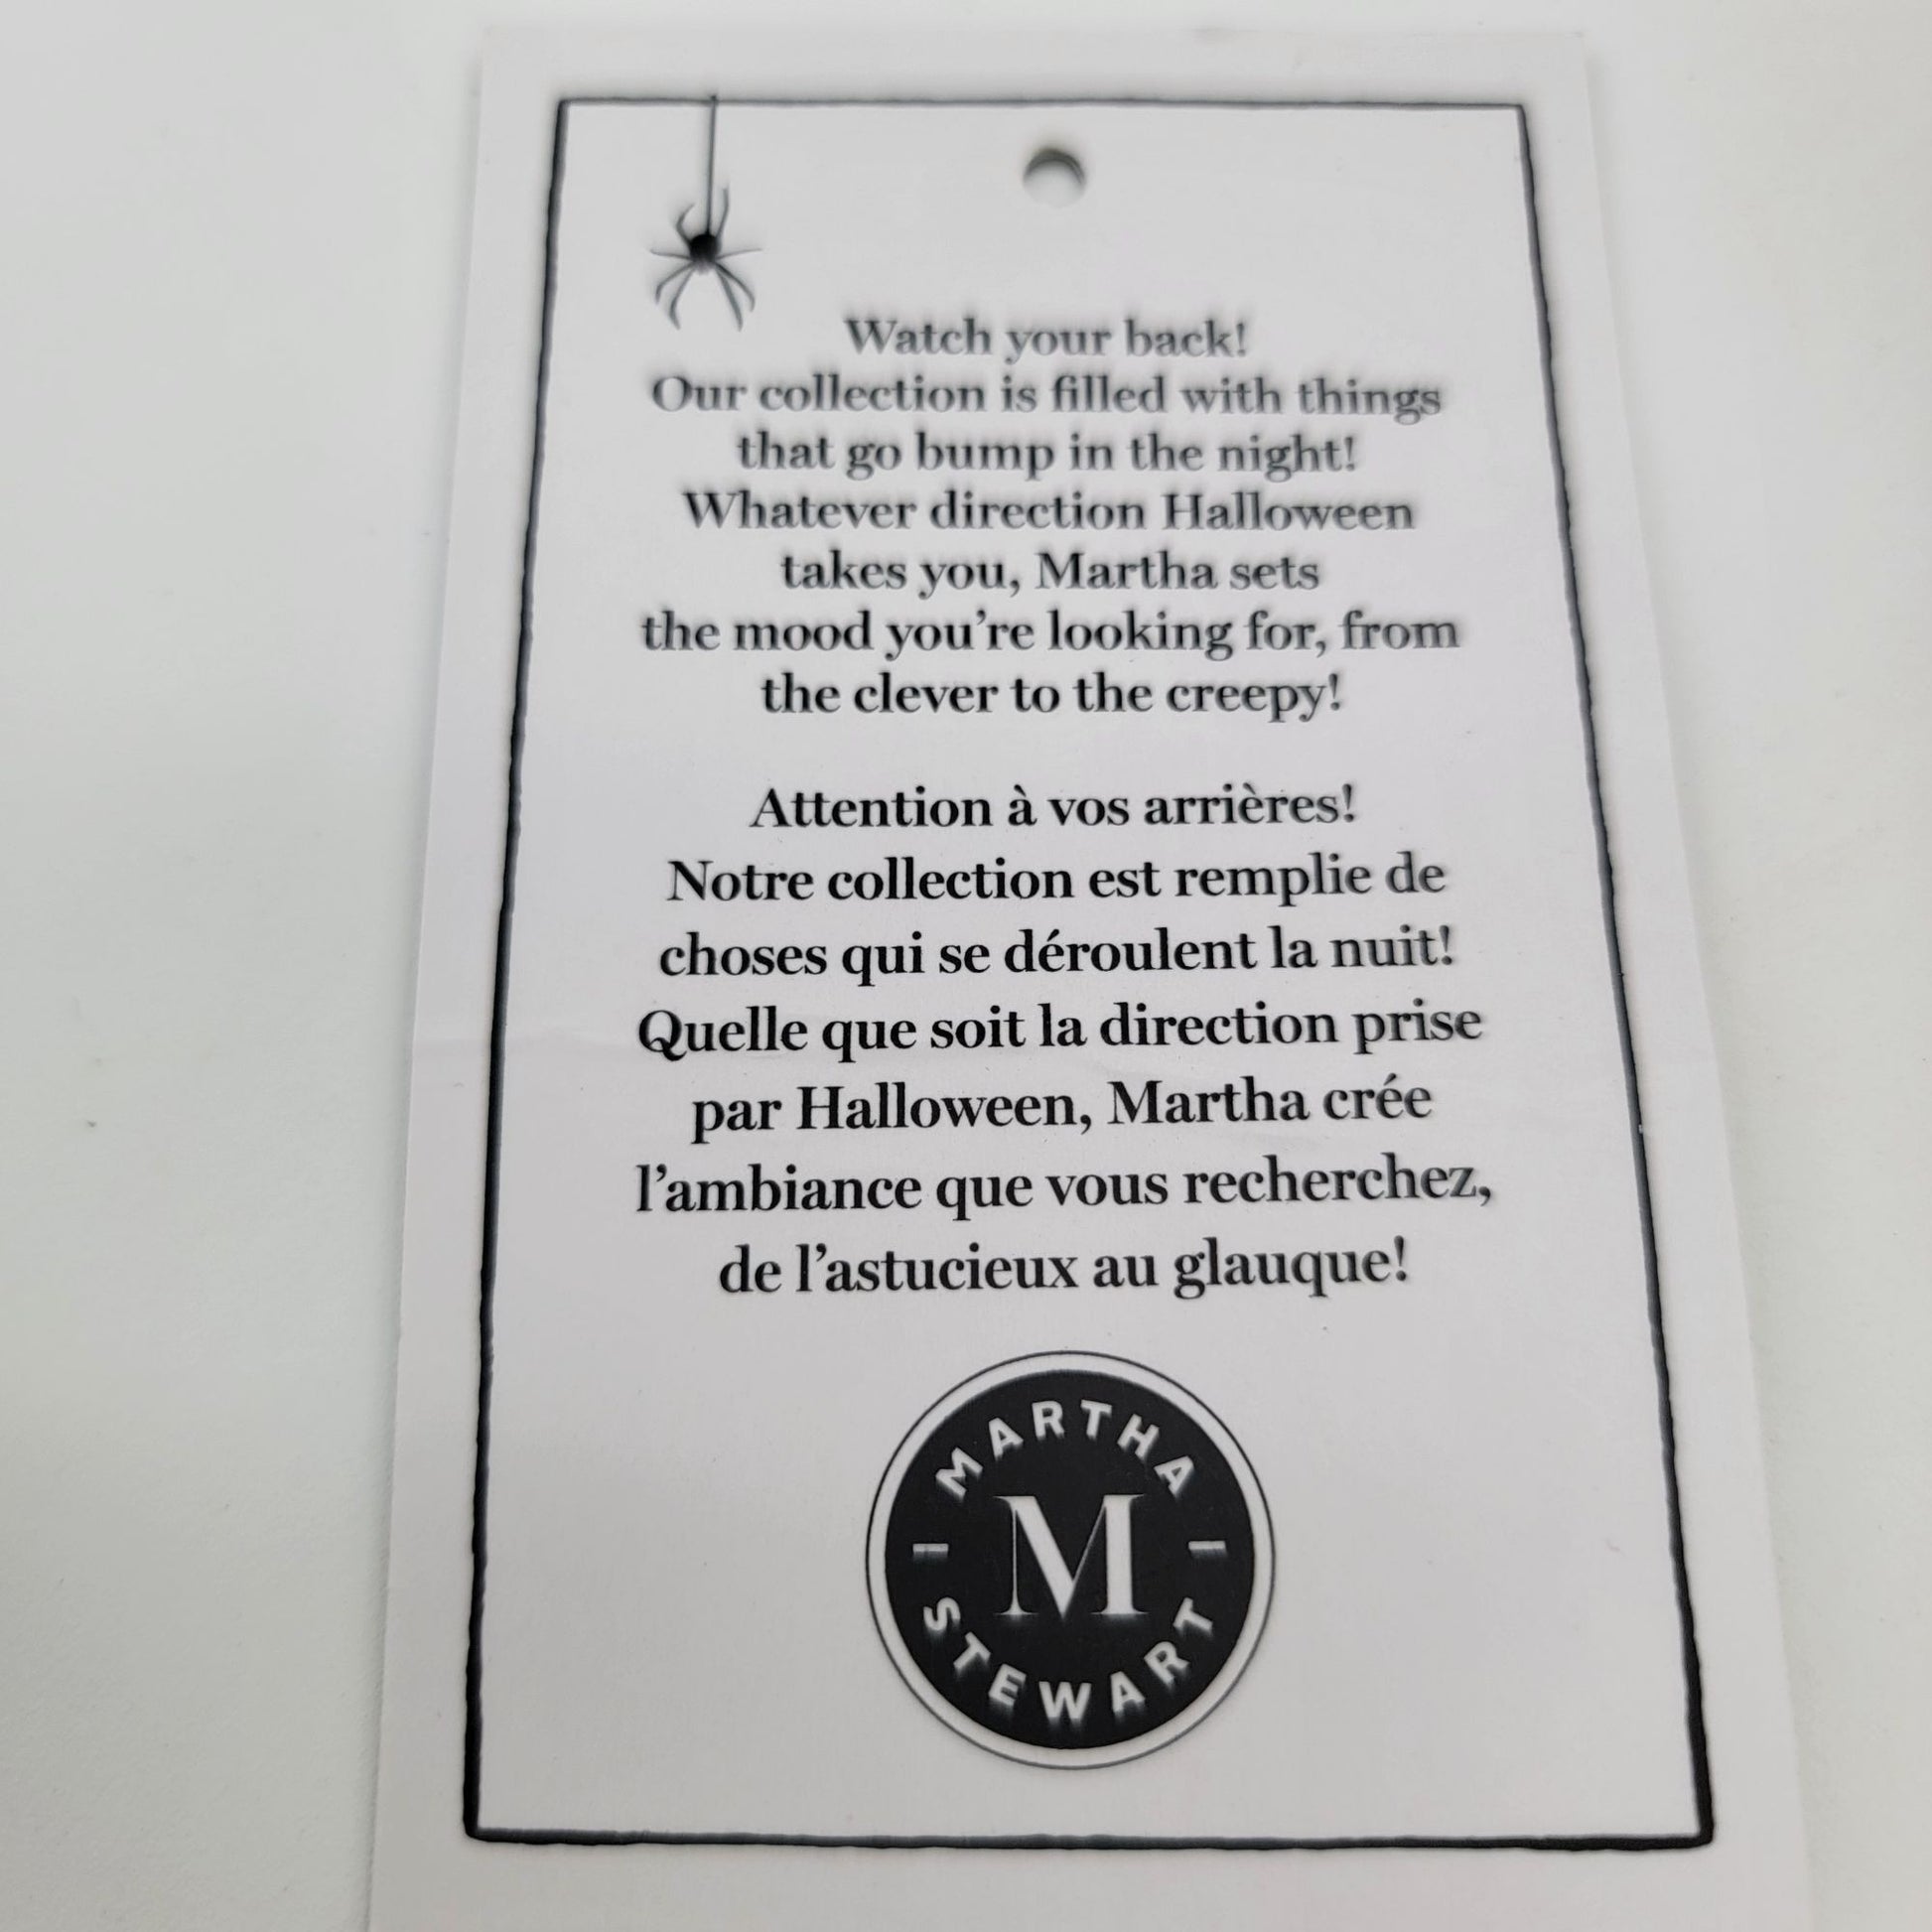 Watch your back!
Our collection is filled with things
that go bump in the night!
Whatever direction Halloween
takes you, Martha sets
the mood you're looking for, from
the clever to the creepy!
Attention à vos arrières!
Notre collection est remplie de
choses qui se déroulent la nuit!
Quelle que soit la direction prise
par Halloween, Martha crée
l'ambiance que vous recherchez,
de l'astucieux au glauque!
MARTHA
M
STEWART